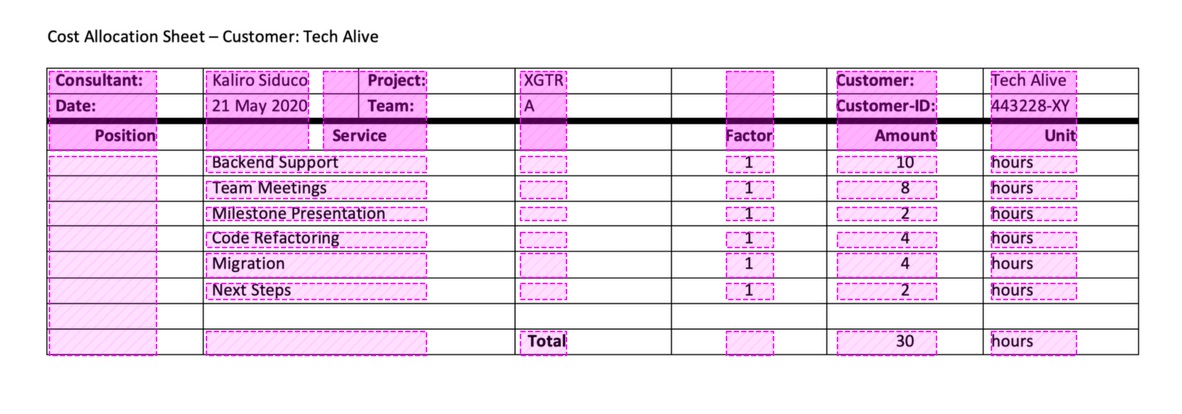 Cost Allocation Sheet – Customer: Tech Alive
Consultant: Kaliro Siduco Project: XGTR Customer: Tech Alive
Date: 21 May 2020 Team: A Customer-ID: 443228-XY
Position Service Factor Amount Unit
Backend Support 1 10 hours
Team Meetings 1 8 hours
Milestone Presentation 1 2 hours
Code Refactoring 1 4 hours
Migration 1 4 hours
Next Steps 1 2 hours
Total 30 hours